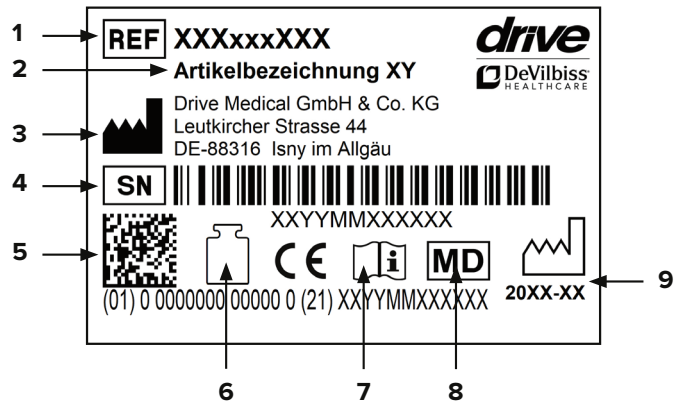 1 REF XXXxxxXXX drive
2 Artikelbezeichnung XY DeVilbiss
HEALTHCARE
Drive Medical GmbH & Co. KG
3 Leutkircher Strasse 44
DE-88316 Isny im Allgäu
4 SN
XXYYMMXXXXXX
5 CE i MD
20XX-XX 9
(01) 0 0000000 00000 0 (21) XXYYMMXXXXXX
6 7 8